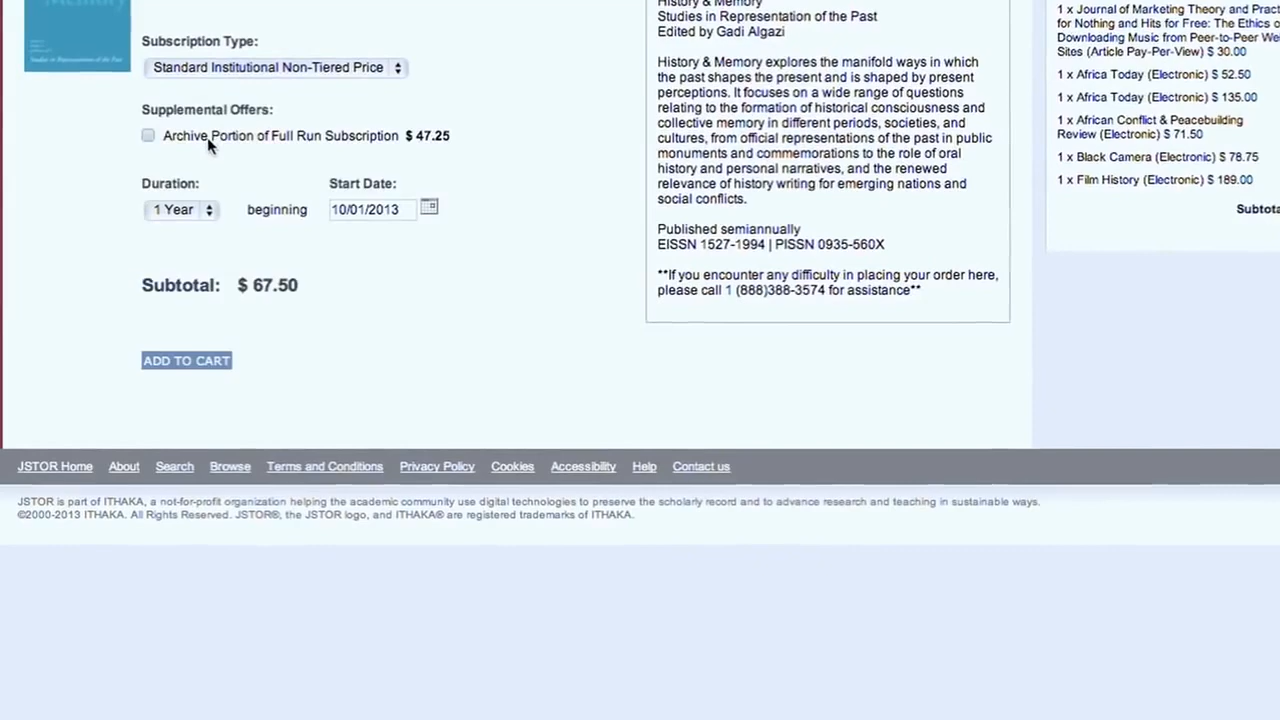 Subscription Type:
Standard Institutional Non-Tiered Price
Supplemental Offers:
Archive Portion of Full Run Subscription $ 47.25
Duration:
Start Date:
1 Year
beginning
10/01/2013
Subtotal: $ 67.50
ADD TO CART
History & Memory
Studies in Representation of the Past
Edited by Gadi Algazi
History & Memory explores the manifold ways in which
the past shapes the present and is shaped by present
perceptions. It focuses on a wide range of questions
relating to the formation of historical consciousness and
collective memory in different periods, societies, and
cultures, from official representations of the past in public
monuments and commemorations to the role of oral
history and personal narratives, and the renewed
relevance of history writing for emerging nations and
social conflicts.
Published semiannually
EISSN 1527-1994 | PISSN 0935-560X
**If you encounter any difficulty in placing your order here,
please call 1 (888)388-3574 for assistance**
1 x Journal of Marketing Theory and Pract
for Nothing and Hits for Free: The Ethics o
Downloading Music from Peer-to-Peer We
Sites (Article Pay-Per-View) $ 30.00
1 x Africa Today (Electronic) $ 52.50
1 x Africa Today (Electronic) $ 135.00
1 x African Conflict & Peacebuilding
Review (Electronic) $ 71.50
1 x Black Camera (Electronic) $ 78.75
1 x Film History (Electronic) $ 189.00
Subtota
JSTOR Home About Search Browse Terms and Conditions Privacy Policy Cookies Accessibility Help Contact us
JSTOR is part of ITHAKA, a not-for-profit organization helping the academic community use digital technologies to preserve the scholarly record and to advance research and teaching in sustainable ways.
©2000-2013 ITHAKA. All Rights Reserved. JSTOR®, the JSTOR logo, and ITHAKA® are registered trademarks of ITHAKA.